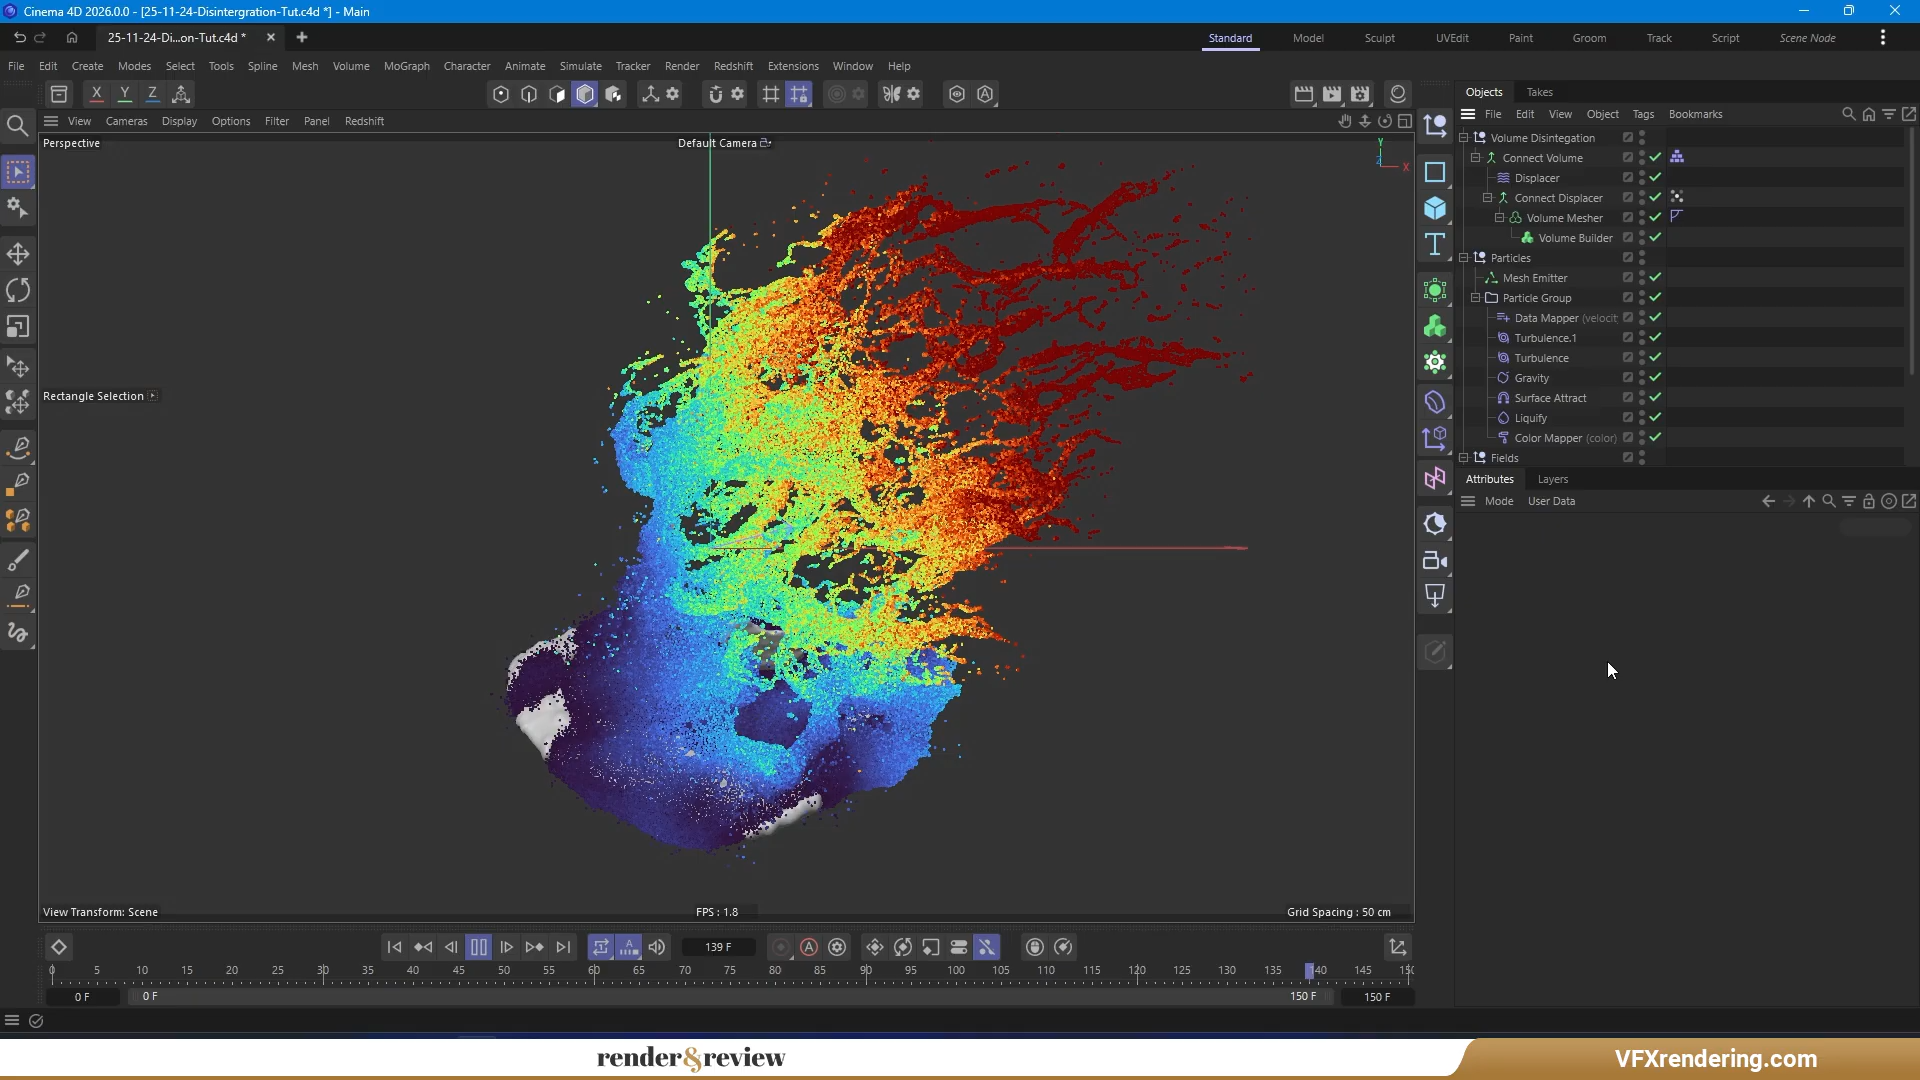 Cinema 4D 2026.0.0 - [25-11-24-Disintergration-Tut.c4d *] - Main
25-11-24-Di...on-Tut.c4d *
Standard Model Sculpt UVEdit Paint Groom Track Script Scene Node
File Edit Create Modes Select Tools Spline Mesh Volume MoGraph Character Animate Simulate Tracker Render Redshift Extensions Window Help
X Y Z
Objects Takes
View Cameras Display Options Filter Panel Redshift
File Edit View Object Tags Bookmarks
Perspective
Default Camera
Y
Z
X
Volume Disintegation
Connect Volume
Displacer
Connect Displacer
Volume Mesher
Volume Builder
Particles
Mesh Emitter
Particle Group
Data Mapper (velocit
Turbulence.1
Turbulence
Gravity
Surface Attract
Rectangle Selection
Liquify
Color Mapper (color)
Fields
Attributes Layers
Mode User Data
View Transform: Scene
FPS : 1.8
Grid Spacing : 50 cm
139 F
0 5 10 15 20 25 30 35 40 45 50 55 60 65 70 75 80 85 90 95 100 105 110 115 120 125 130 135 140 145 15
0 F 0 F 150 F 150 F
render&review
VFXrendering.com